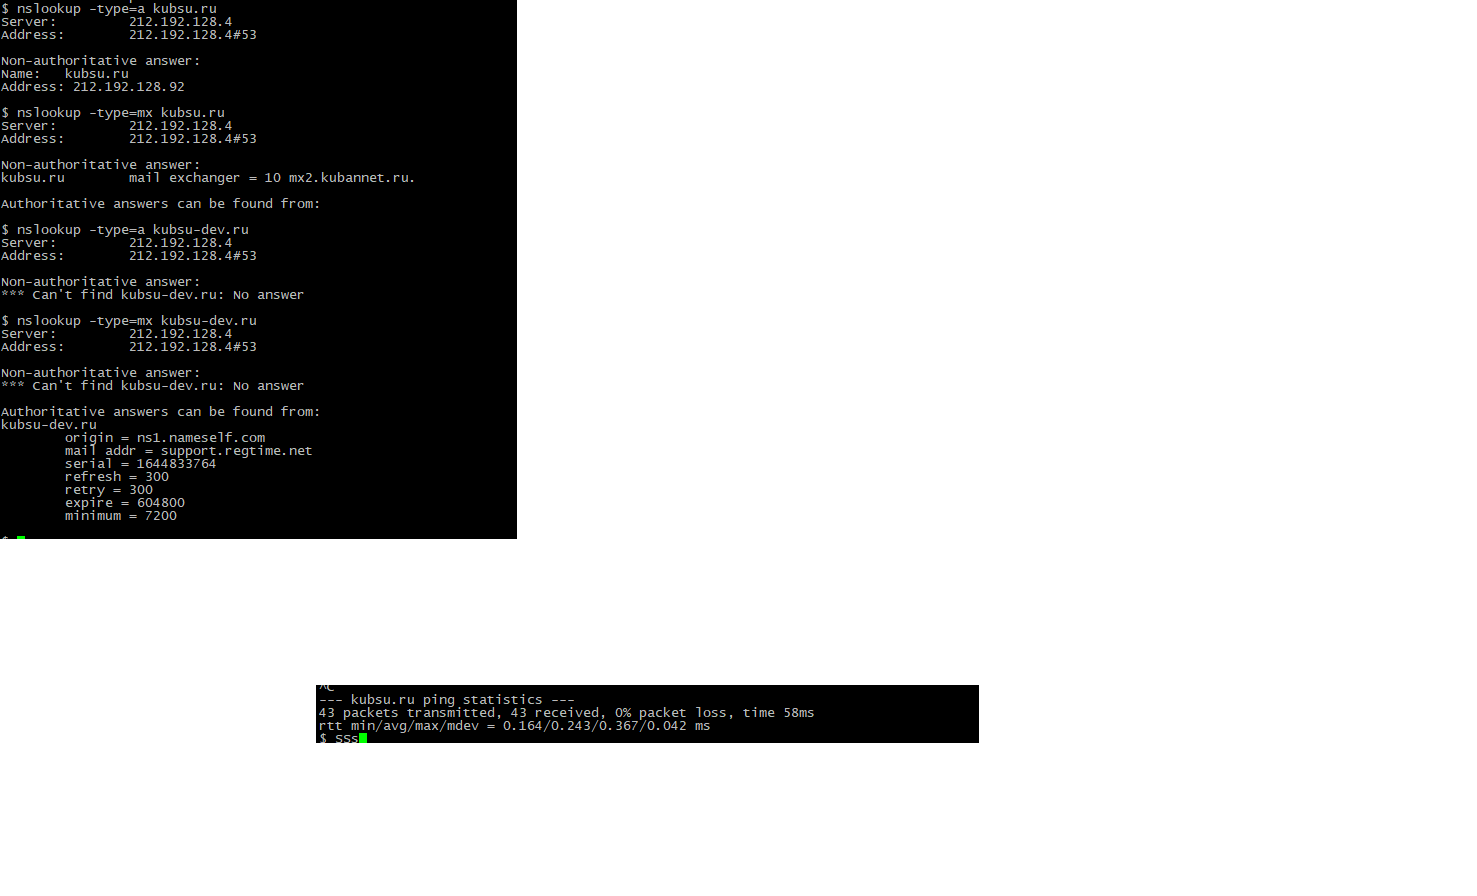 $ nslookup -type=a kubsu.ru
Server:         212.192.128.4
Address:        212.192.128.4#53
Non-authoritative answer:
Name:   kubsu.ru
Address: 212.192.128.92
$ nslookup -type=mx kubsu.ru
Server:         212.192.128.4
Address:        212.192.128.4#53
Non-authoritative answer:
kubsu.ru        mail exchanger = 10 mx2.kubannet.ru.
Authoritative answers can be found from:
$ nslookup -type=a kubsu-dev.ru
Server:         212.192.128.4
Address:        212.192.128.4#53
Non-authoritative answer:
*** Can't find kubsu-dev.ru: No answer
$ nslookup -type=mx kubsu-dev.ru
Server:         212.192.128.4
Address:        212.192.128.4#53
Non-authoritative answer:
*** Can't find kubsu-dev.ru: No answer
Authoritative answers can be found from:
kubsu-dev.ru
        origin = ns1.nameself.com
        mail addr = support.regtime.net
        serial = 1644833764
        refresh = 300
        retry = 300
        expire = 604800
        minimum = 7200
$
^C
--- kubsu.ru ping statistics ---
43 packets transmitted, 43 received, 0% packet loss, time 58ms
rtt min/avg/max/mdev = 0.164/0.243/0.367/0.042 ms
$ SSs